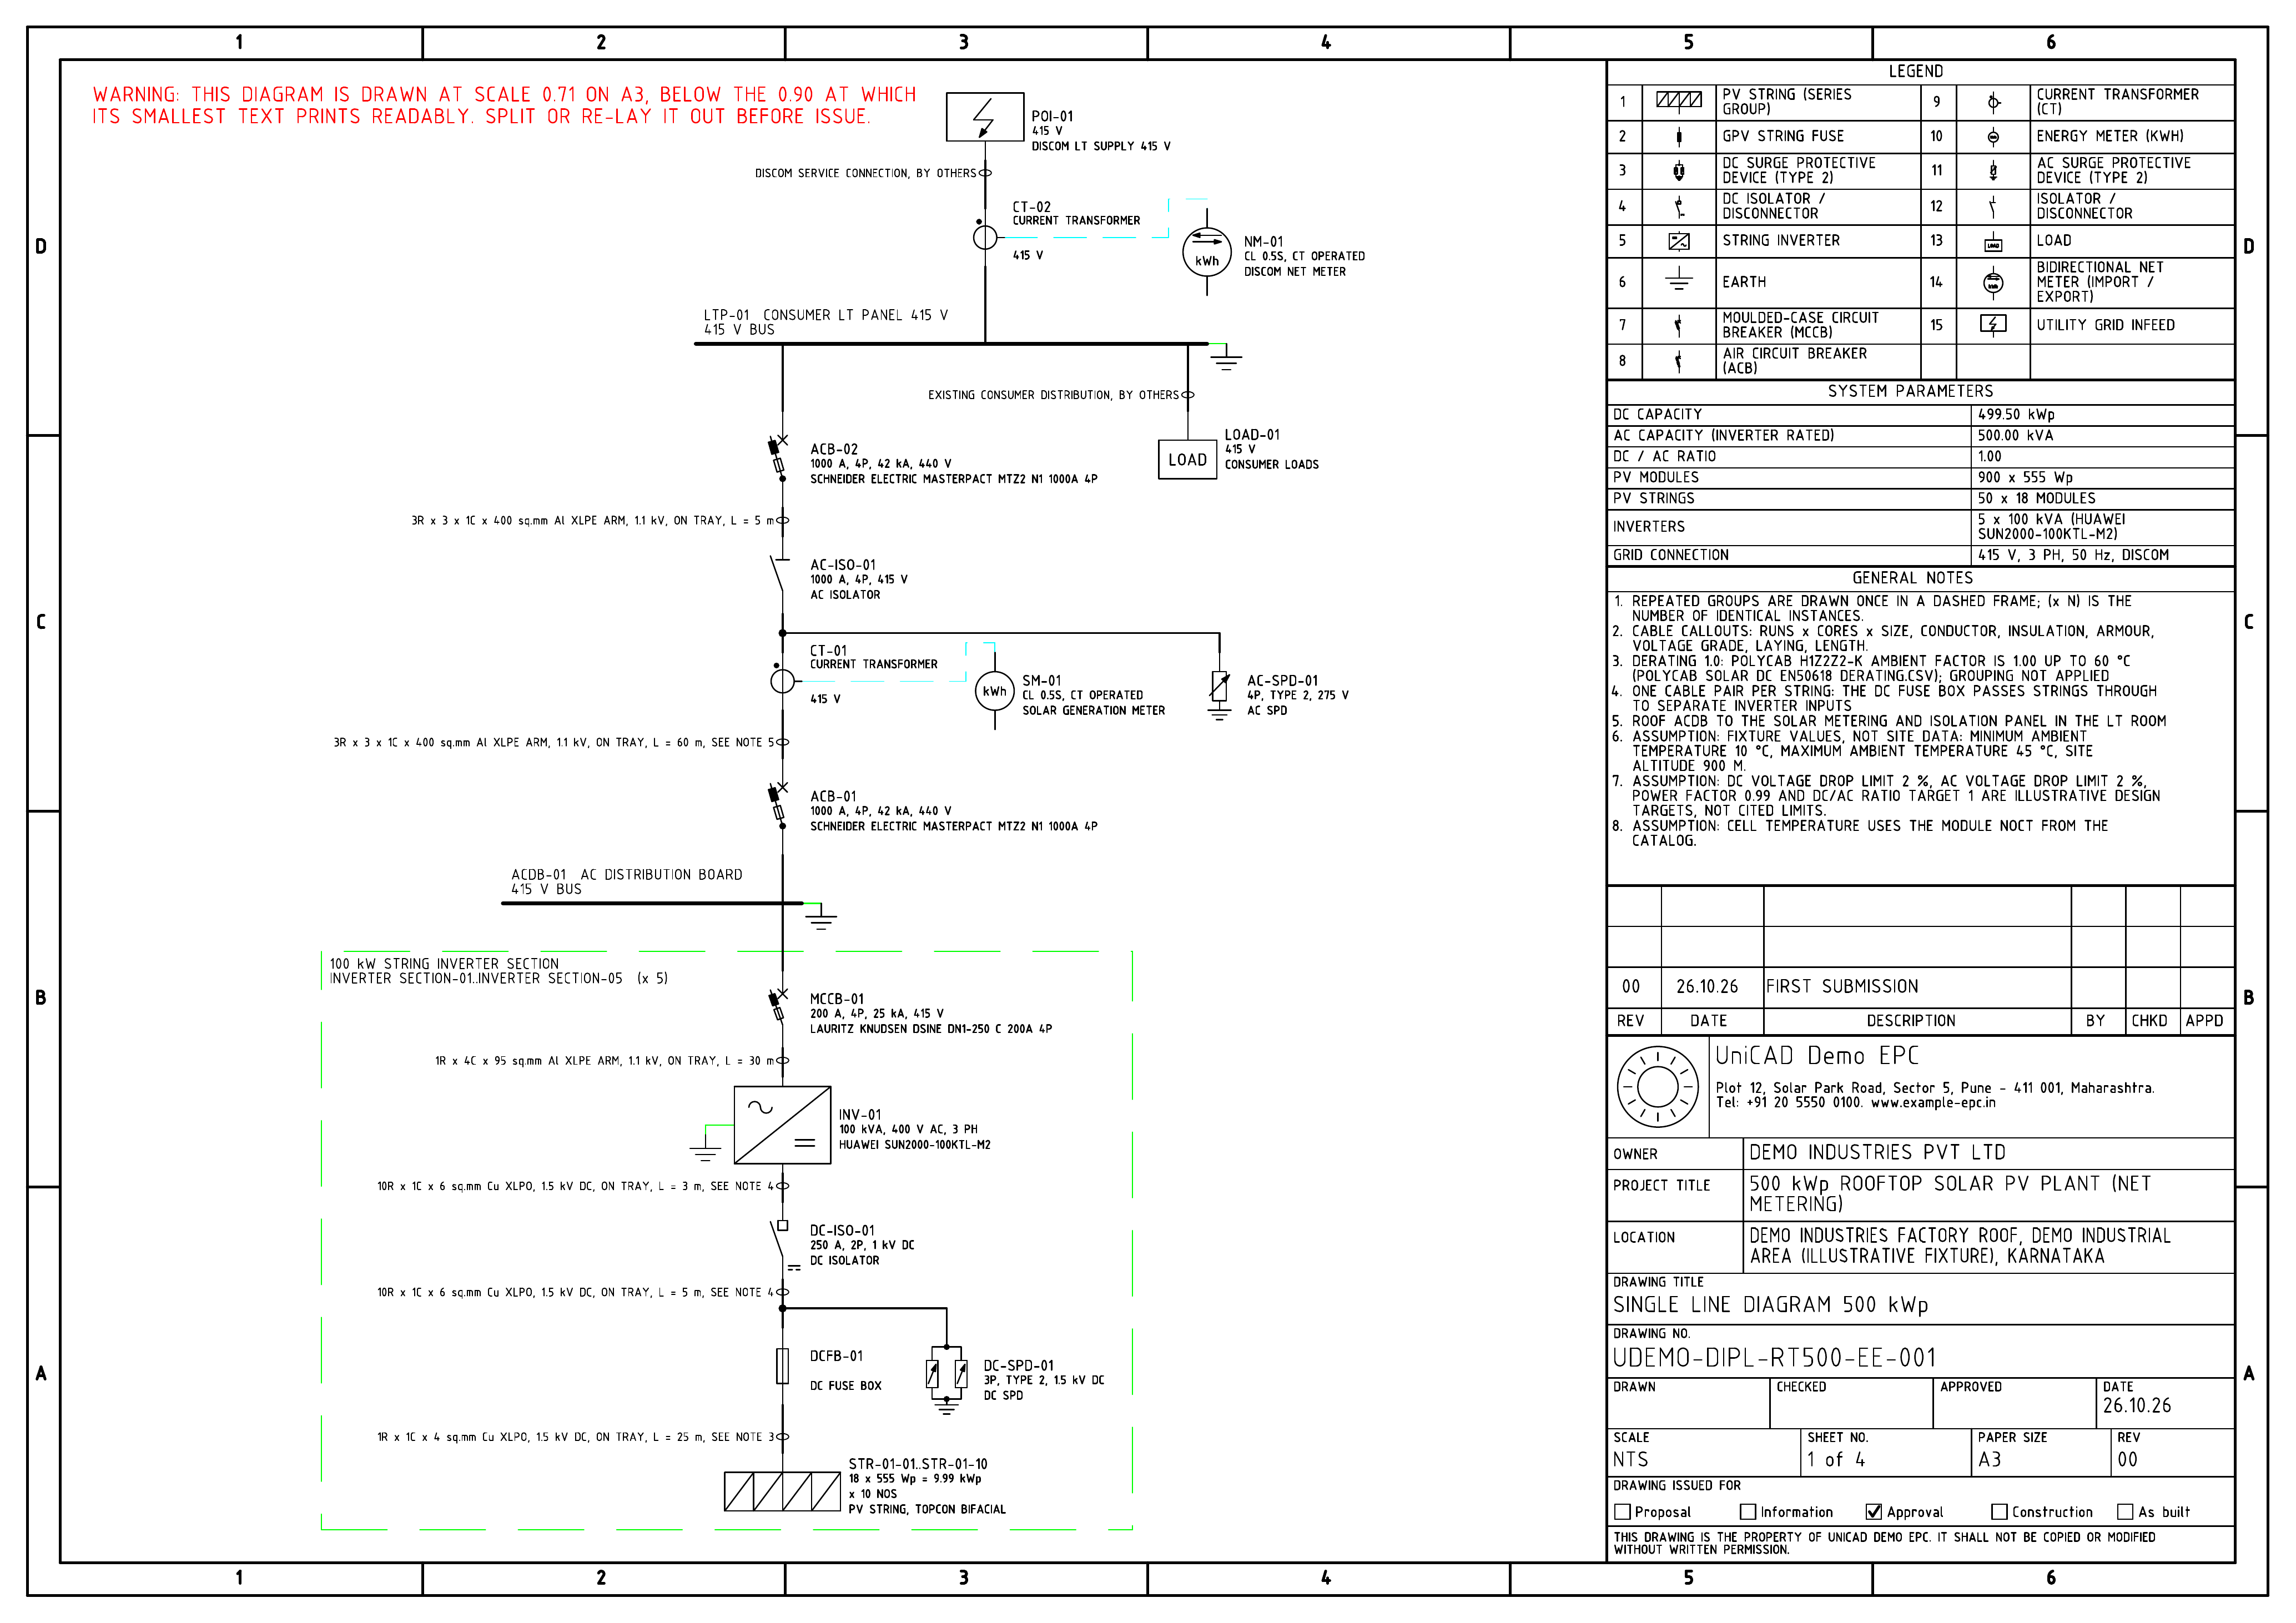 1 2 3 4 5 6
WARNING: THIS DIAGRAM IS DRAWN AT SCALE 0.71 ON A3, BELOW THE 0.90 AT WHICH
ITS SMALLEST TEXT PRINTS READABLY. SPLIT OR RE-LAY IT OUT BEFORE ISSUE.
POI-01
415 V
DISCOM LT SUPPLY 415 V
DISCOM SERVICE CONNECTION, BY OTHERS
CT-02
CURRENT TRANSFORMER
415 V
kWh
NM-01
CL 0.5S, CT OPERATED
DISCOM NET METER
LTP-01 CONSUMER LT PANEL 415 V
415 V BUS
EXISTING CONSUMER DISTRIBUTION, BY OTHERS
LOAD
LOAD-01
415 V
CONSUMER LOADS
ACB-02
1000 A, 4P, 42 kA, 440 V
SCHNEIDER ELECTRIC MASTERPACT MTZ2 N1 1000A 4P
3R x 3 x 1C x 400 sq.mm Al XLPE ARM, 1.1 kV, ON TRAY, L = 5 m
AC-ISO-01
1000 A, 4P, 415 V
AC ISOLATOR
CT-01
CURRENT TRANSFORMER
415 V
kWh
SM-01
CL 0.5S, CT OPERATED
SOLAR GENERATION METER
AC-SPD-01
4P, TYPE 2, 275 V
AC SPD
3R x 3 x 1C x 400 sq.mm Al XLPE ARM, 1.1 kV, ON TRAY, L = 60 m, SEE NOTE 5
ACB-01
1000 A, 4P, 42 kA, 440 V
SCHNEIDER ELECTRIC MASTERPACT MTZ2 N1 1000A 4P
ACDB-01 AC DISTRIBUTION BOARD
415 V BUS
100 kW STRING INVERTER SECTION
INVERTER SECTION-01..INVERTER SECTION-05 (x 5)
MCCB-01
200 A, 4P, 25 kA, 415 V
LAURITZ KNUDSEN DSINE DN1-250 C 200A 4P
1R x 4C x 95 sq.mm Al XLPE ARM, 1.1 kV, ON TRAY, L = 30 m
INV-01
100 kVA, 400 V AC, 3 PH
HUAWEI SUN2000-100KTL-M2
10R x 1C x 6 sq.mm Cu XLPO, 1.5 kV DC, ON TRAY, L = 3 m, SEE NOTE 4
DC-ISO-01
250 A, 2P, 1 kV DC
DC ISOLATOR
10R x 1C x 6 sq.mm Cu XLPO, 1.5 kV DC, ON TRAY, L = 5 m, SEE NOTE 4
DCFB-01
DC FUSE BOX
DC-SPD-01
3P, TYPE 2, 1.5 kV DC
DC SPD
1R x 1C x 4 sq.mm Cu XLPO, 1.5 kV DC, ON TRAY, L = 25 m, SEE NOTE 3
STR-01-01..STR-01-10
18 x 555 Wp = 9.99 kWp
x 10 NOS
PV STRING, TOPCON BIFACIAL
D
C
B
A
LEGEND
1 PV STRING (SERIES
GROUP)
9 CURRENT TRANSFORMER
(CT)
2 GPV STRING FUSE
10 ENERGY METER (KWH)
3 DC SURGE PROTECTIVE
DEVICE (TYPE 2)
11 AC SURGE PROTECTIVE
DEVICE (TYPE 2)
4 DC ISOLATOR /
DISCONNECTOR
12 ISOLATOR /
DISCONNECTOR
5 STRING INVERTER
13 LOAD LOAD
6 EARTH
14 kWh BIDIRECTIONAL NET
METER (IMPORT /
EXPORT)
7 MOULDED-CASE CIRCUIT
BREAKER (MCCB)
15 UTILITY GRID INFEED
8 AIR CIRCUIT BREAKER
(ACB)
SYSTEM PARAMETERS
DC CAPACITY 499.50 kWp
AC CAPACITY (INVERTER RATED) 500.00 kVA
DC / AC RATIO 1.00
PV MODULES 900 x 555 Wp
PV STRINGS 50 x 18 MODULES
INVERTERS 5 x 100 kVA (HUAWEI
SUN2000-100KTL-M2)
GRID CONNECTION 415 V, 3 PH, 50 Hz, DISCOM
GENERAL NOTES
1. REPEATED GROUPS ARE DRAWN ONCE IN A DASHED FRAME; (x N) IS THE
NUMBER OF IDENTICAL INSTANCES.
2. CABLE CALLOUTS: RUNS x CORES x SIZE, CONDUCTOR, INSULATION, ARMOUR,
VOLTAGE GRADE, LAYING, LENGTH.
3. DERATING 1.0: POLYCAB H1Z2Z2-K AMBIENT FACTOR IS 1.00 UP TO 60 °C
(POLYCAB SOLAR DC EN50618 DERATING.CSV); GROUPING NOT APPLIED
4. ONE CABLE PAIR PER STRING: THE DC FUSE BOX PASSES STRINGS THROUGH
TO SEPARATE INVERTER INPUTS
5. ROOF ACDB TO THE SOLAR METERING AND ISOLATION PANEL IN THE LT ROOM
6. ASSUMPTION: FIXTURE VALUES, NOT SITE DATA: MINIMUM AMBIENT
TEMPERATURE 10 °C, MAXIMUM AMBIENT TEMPERATURE 45 °C, SITE
ALTITUDE 900 M.
7. ASSUMPTION: DC VOLTAGE DROP LIMIT 2 %, AC VOLTAGE DROP LIMIT 2 %,
POWER FACTOR 0.99 AND DC/AC RATIO TARGET 1 ARE ILLUSTRATIVE DESIGN
TARGETS, NOT CITED LIMITS.
8. ASSUMPTION: CELL TEMPERATURE USES THE MODULE NOCT FROM THE
CATALOG.
00 26.10.26 FIRST SUBMISSION
REV DATE DESCRIPTION BY CHKD APPD
UniCAD Demo EPC
Plot 12, Solar Park Road, Sector 5, Pune - 411 001, Maharashtra.
Tel: +91 20 5550 0100. www.example-epc.in
OWNER DEMO INDUSTRIES PVT LTD
PROJECT TITLE 500 kWp ROOFTOP SOLAR PV PLANT (NET
METERING)
LOCATION DEMO INDUSTRIES FACTORY ROOF, DEMO INDUSTRIAL
AREA (ILLUSTRATIVE FIXTURE), KARNATAKA
DRAWING TITLE
SINGLE LINE DIAGRAM 500 kWp
DRAWING NO.
UDEMO-DIPL-RT500-EE-001
DRAWN CHECKED APPROVED DATE
26.10.26
SCALE SHEET NO. PAPER SIZE REV
NTS 1 of 4 A3 00
DRAWING ISSUED FOR
Proposal Information Approval Construction As built
THIS DRAWING IS THE PROPERTY OF UNICAD DEMO EPC. IT SHALL NOT BE COPIED OR MODIFIED
WITHOUT WRITTEN PERMISSION.
D
C
B
A
1 2 3 4 5 6